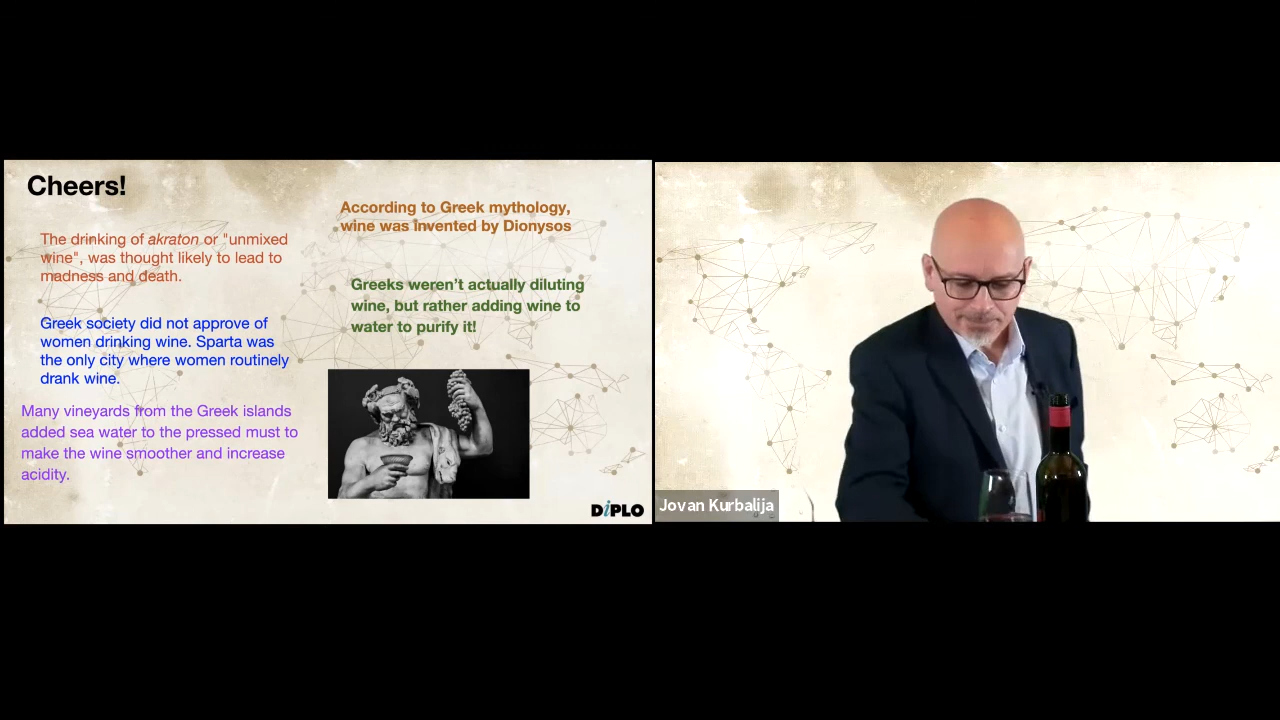 Cheers!
The drinking of akraton or "unmixed
wine", was thought likely to lead to
madness and death.
Greek society did not approve of
women drinking wine. Sparta was
the only city where women routinely
drank wine.
Many vineyards from the Greek islands
added sea water to the pressed must to
make the wine smoother and increase
acidity.
According to Greek mythology,
wine was invented by Dionysos
Greeks weren’t actually diluting
wine, but rather adding wine to
water to purify it!
DiPLO
Jovan Kurbalija